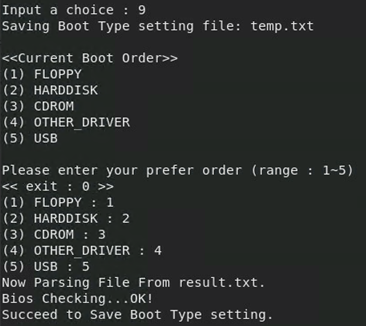 Input a choice : 9
Saving Boot Type setting file: temp.txt
<<Current Boot Order>>
(1) FLOPPY
(2) HARDDISK
(3) CDROM
(4) OTHER_DRIVER
(5) USB
Please enter your prefer order (range : 1~5)
<< exit : 0 >>
(1) FLOPPY : 1
(2) HARDDISK : 2
(3) CDROM : 3
(4) OTHER_DRIVER : 4
(5) USB : 5
Now Parsing File From result.txt.
Bios Checking...OK!
Succeed to Save Boot Type setting.